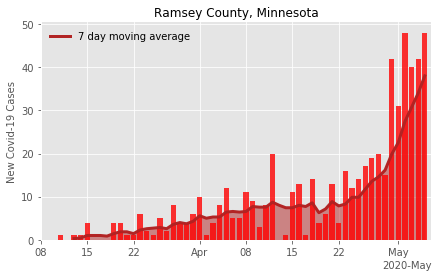 Ramsey County, Minnesota
7 day moving average
New Covid-19 Cases
50
40
30
20
10
0
08 15 22 Apr 08 15 22 May
2020-May